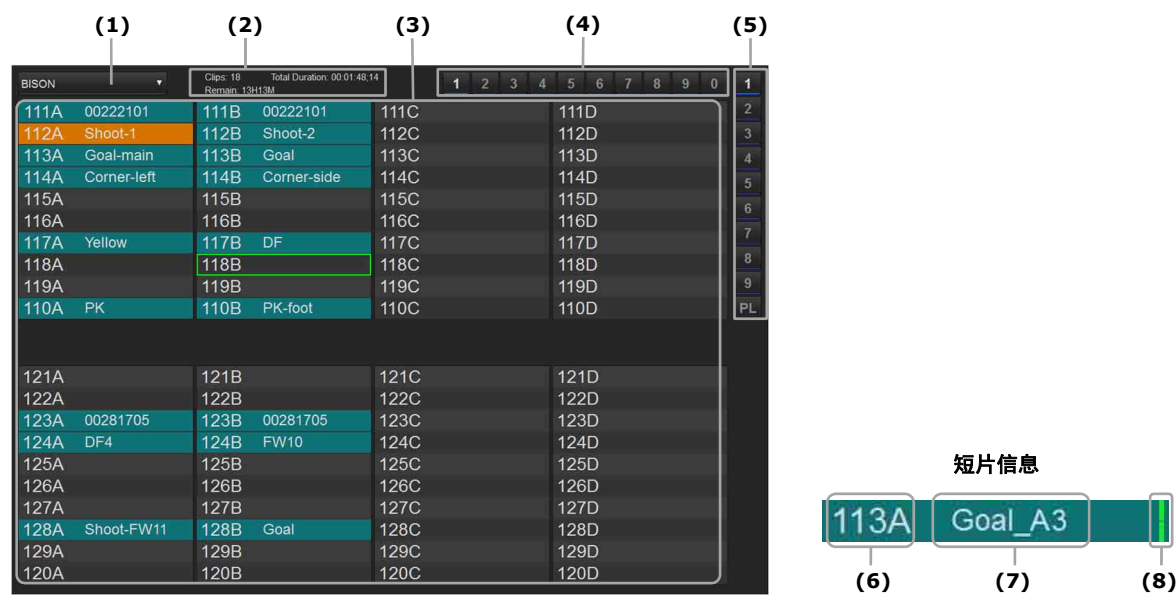 (1) (2) (3) (4) (5)
BISON ▼ Clips: 18 Total Duration: 00:01:48;14 1 2 3 4 5 6 7 8 9 0 1
Remain: 13H13M
111A 00222101 111B 00222101 111C 111D 2
112A Shoot-1 112B Shoot-2 112C 112D 3
113A Goal-main 113B Goal 113C 113D 4
114A Corner-left 114B Corner-side 114C 114D 5
115A 115B 115C 115D 6
116A 116B 116C 116D
117A Yellow 117B DF 117C 117D 7
118A 118B 118C 118D 8
119A 119B 119C 119D 9
110A PK 110B PK-foot 110C 110D PL
121A 121B 121C 121D
122A 122B 122C 122D
123A 00281705 123B 00281705 123C 123D
124A DF4 124B FW10 124C 124D
125A 125B 125C 125D
126A 126B 126C 126D
127A 127B 127C 127D
128A Shoot-FW11 128B Goal 128C 128D
129A 129B 129C 129D
120A 120B 120C 120D
短片信息
113A Goal_A3
(6) (7) (8)